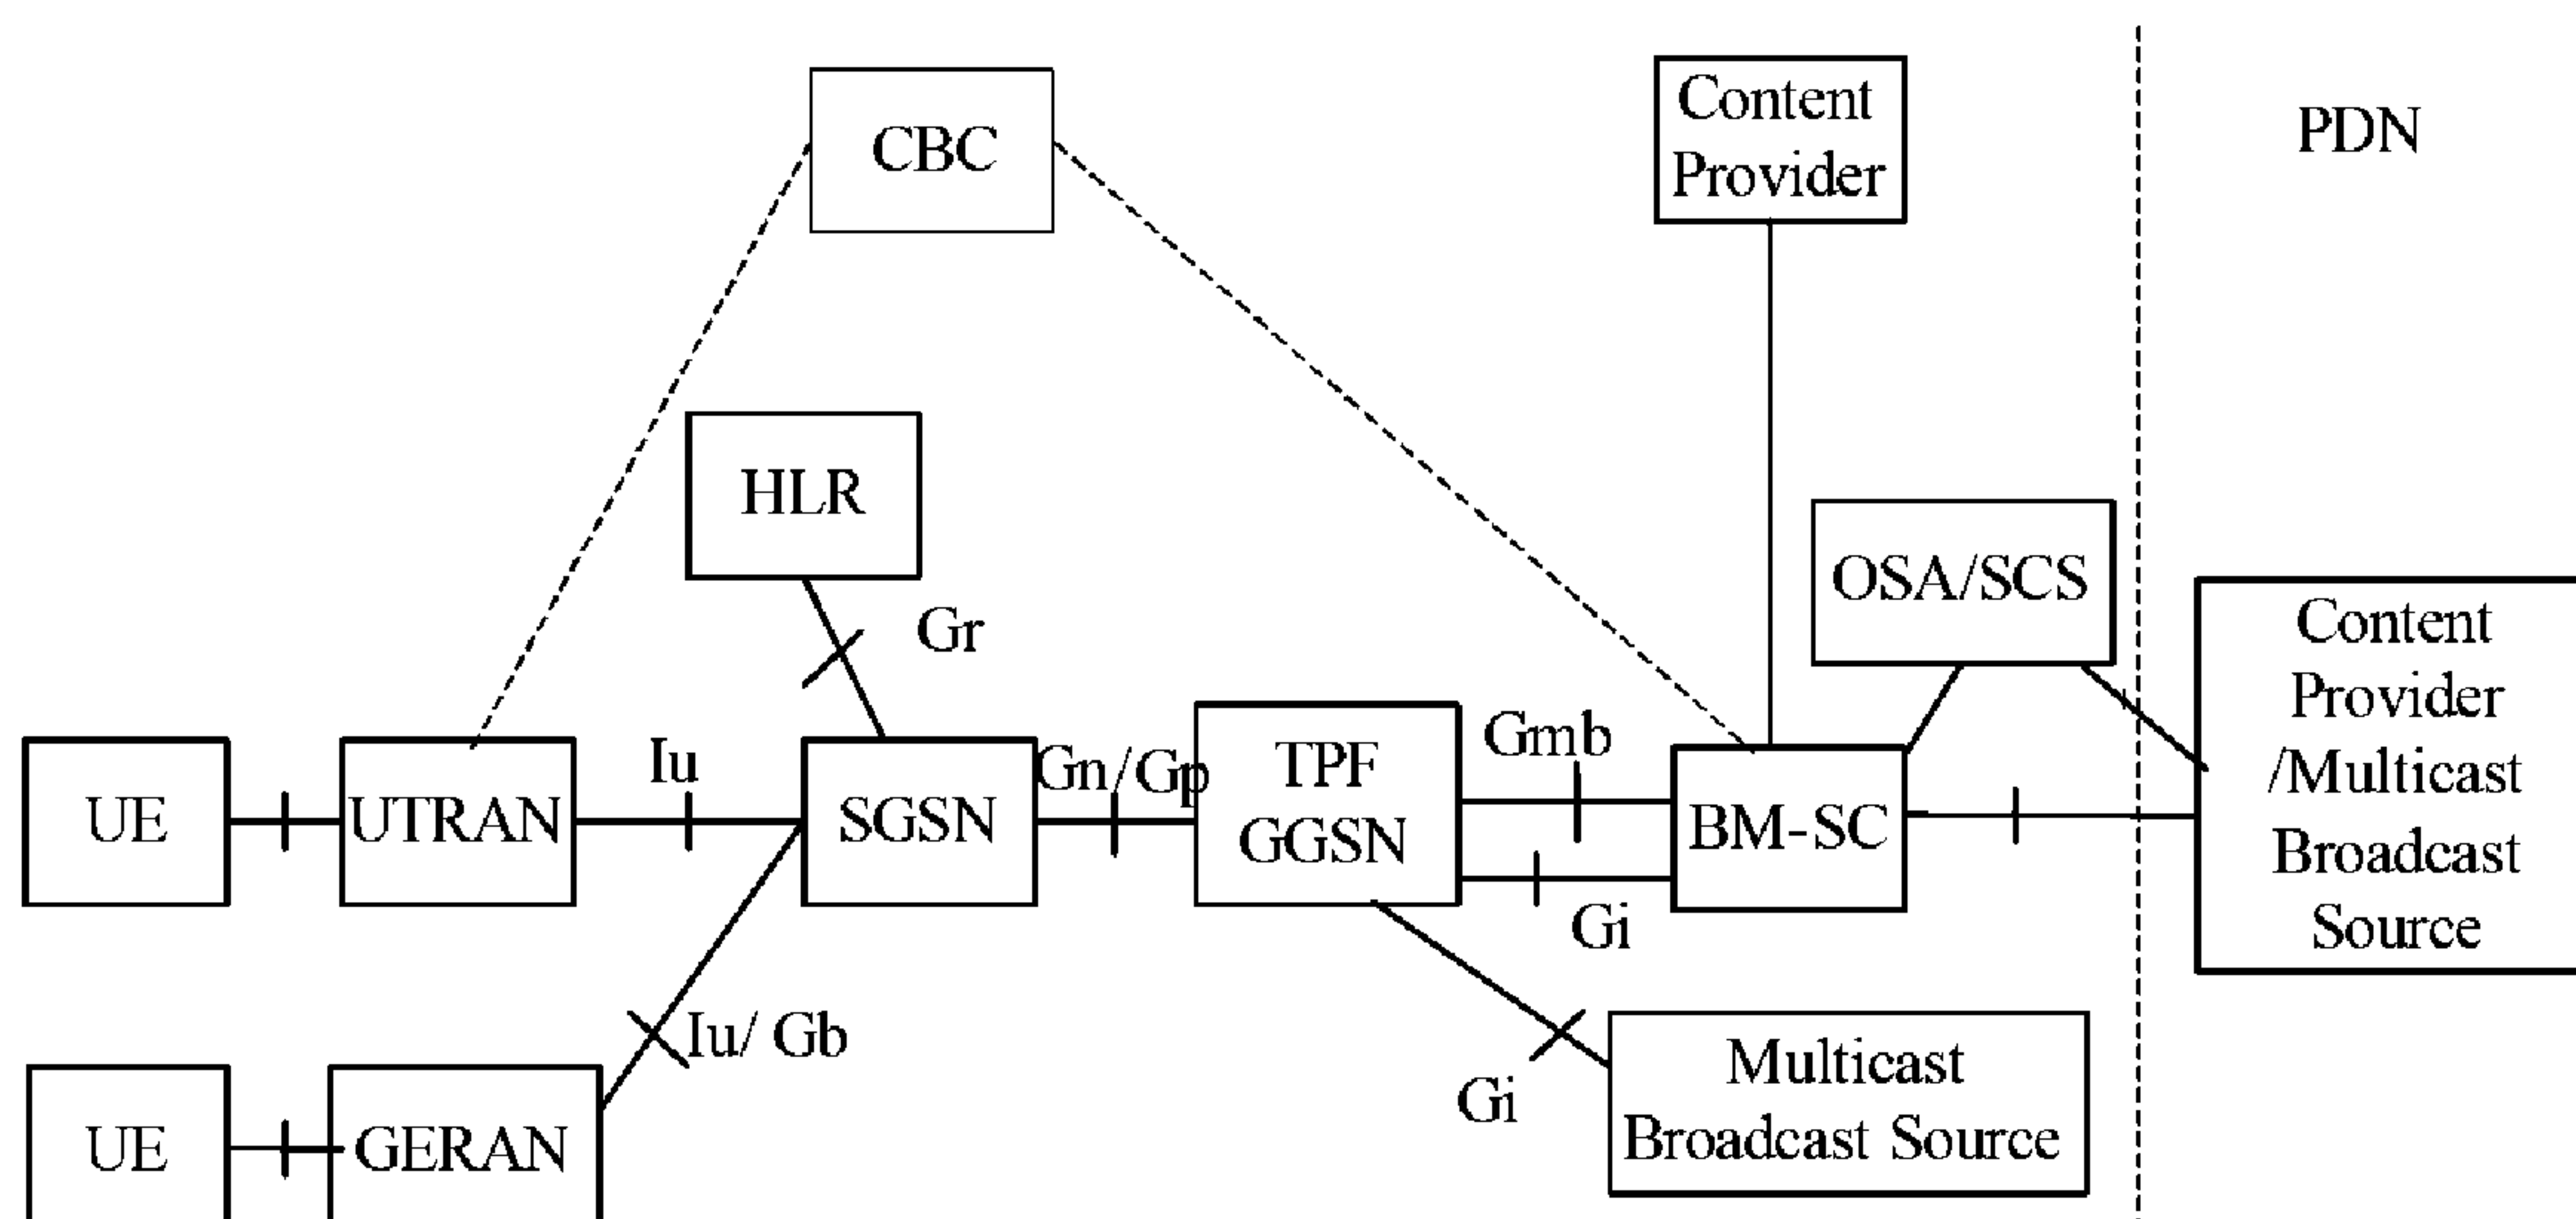 Content
Provider
PDN
CBC
HLR
Gr
OSA/SCS
Content
Provider
/Multicast
Broadcast
Source
UE
UTRAN
Iu
SGSN
Gn/Gp
TPF
GGSN
Gmb
Gi
BM-SC
Iu/ Gb
UE
GERAN
Gi
Multicast
Broadcast Source